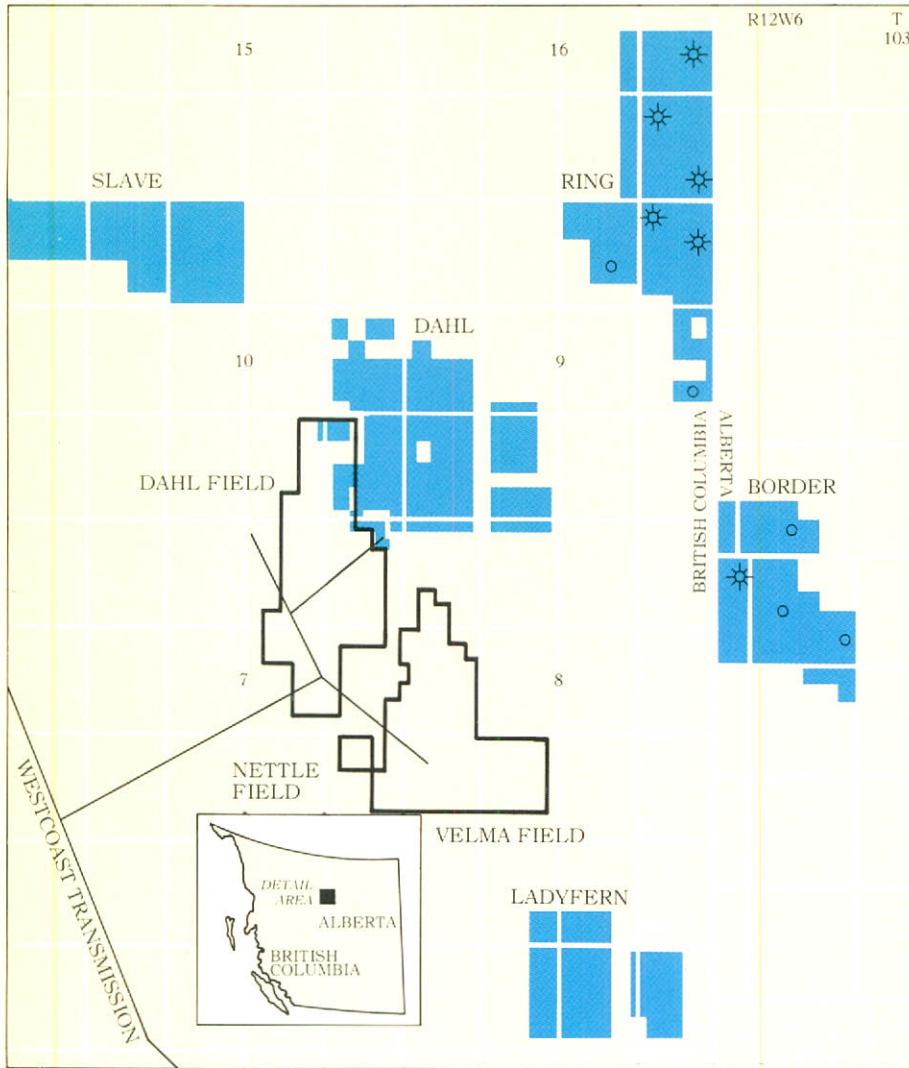 R12W6
T
103
15
16
SLAVE
RING
DAHL
10
9
BRITISH COLUMBIA
ALBERTA
DAHL FIELD
BORDER
7
8
NETTLE
FIELD
VELMA FIELD
WESTCOAST TRANSMISSION
DETAIL
AREA
ALBERTA
BRITISH
COLUMBIA
LADYFERN